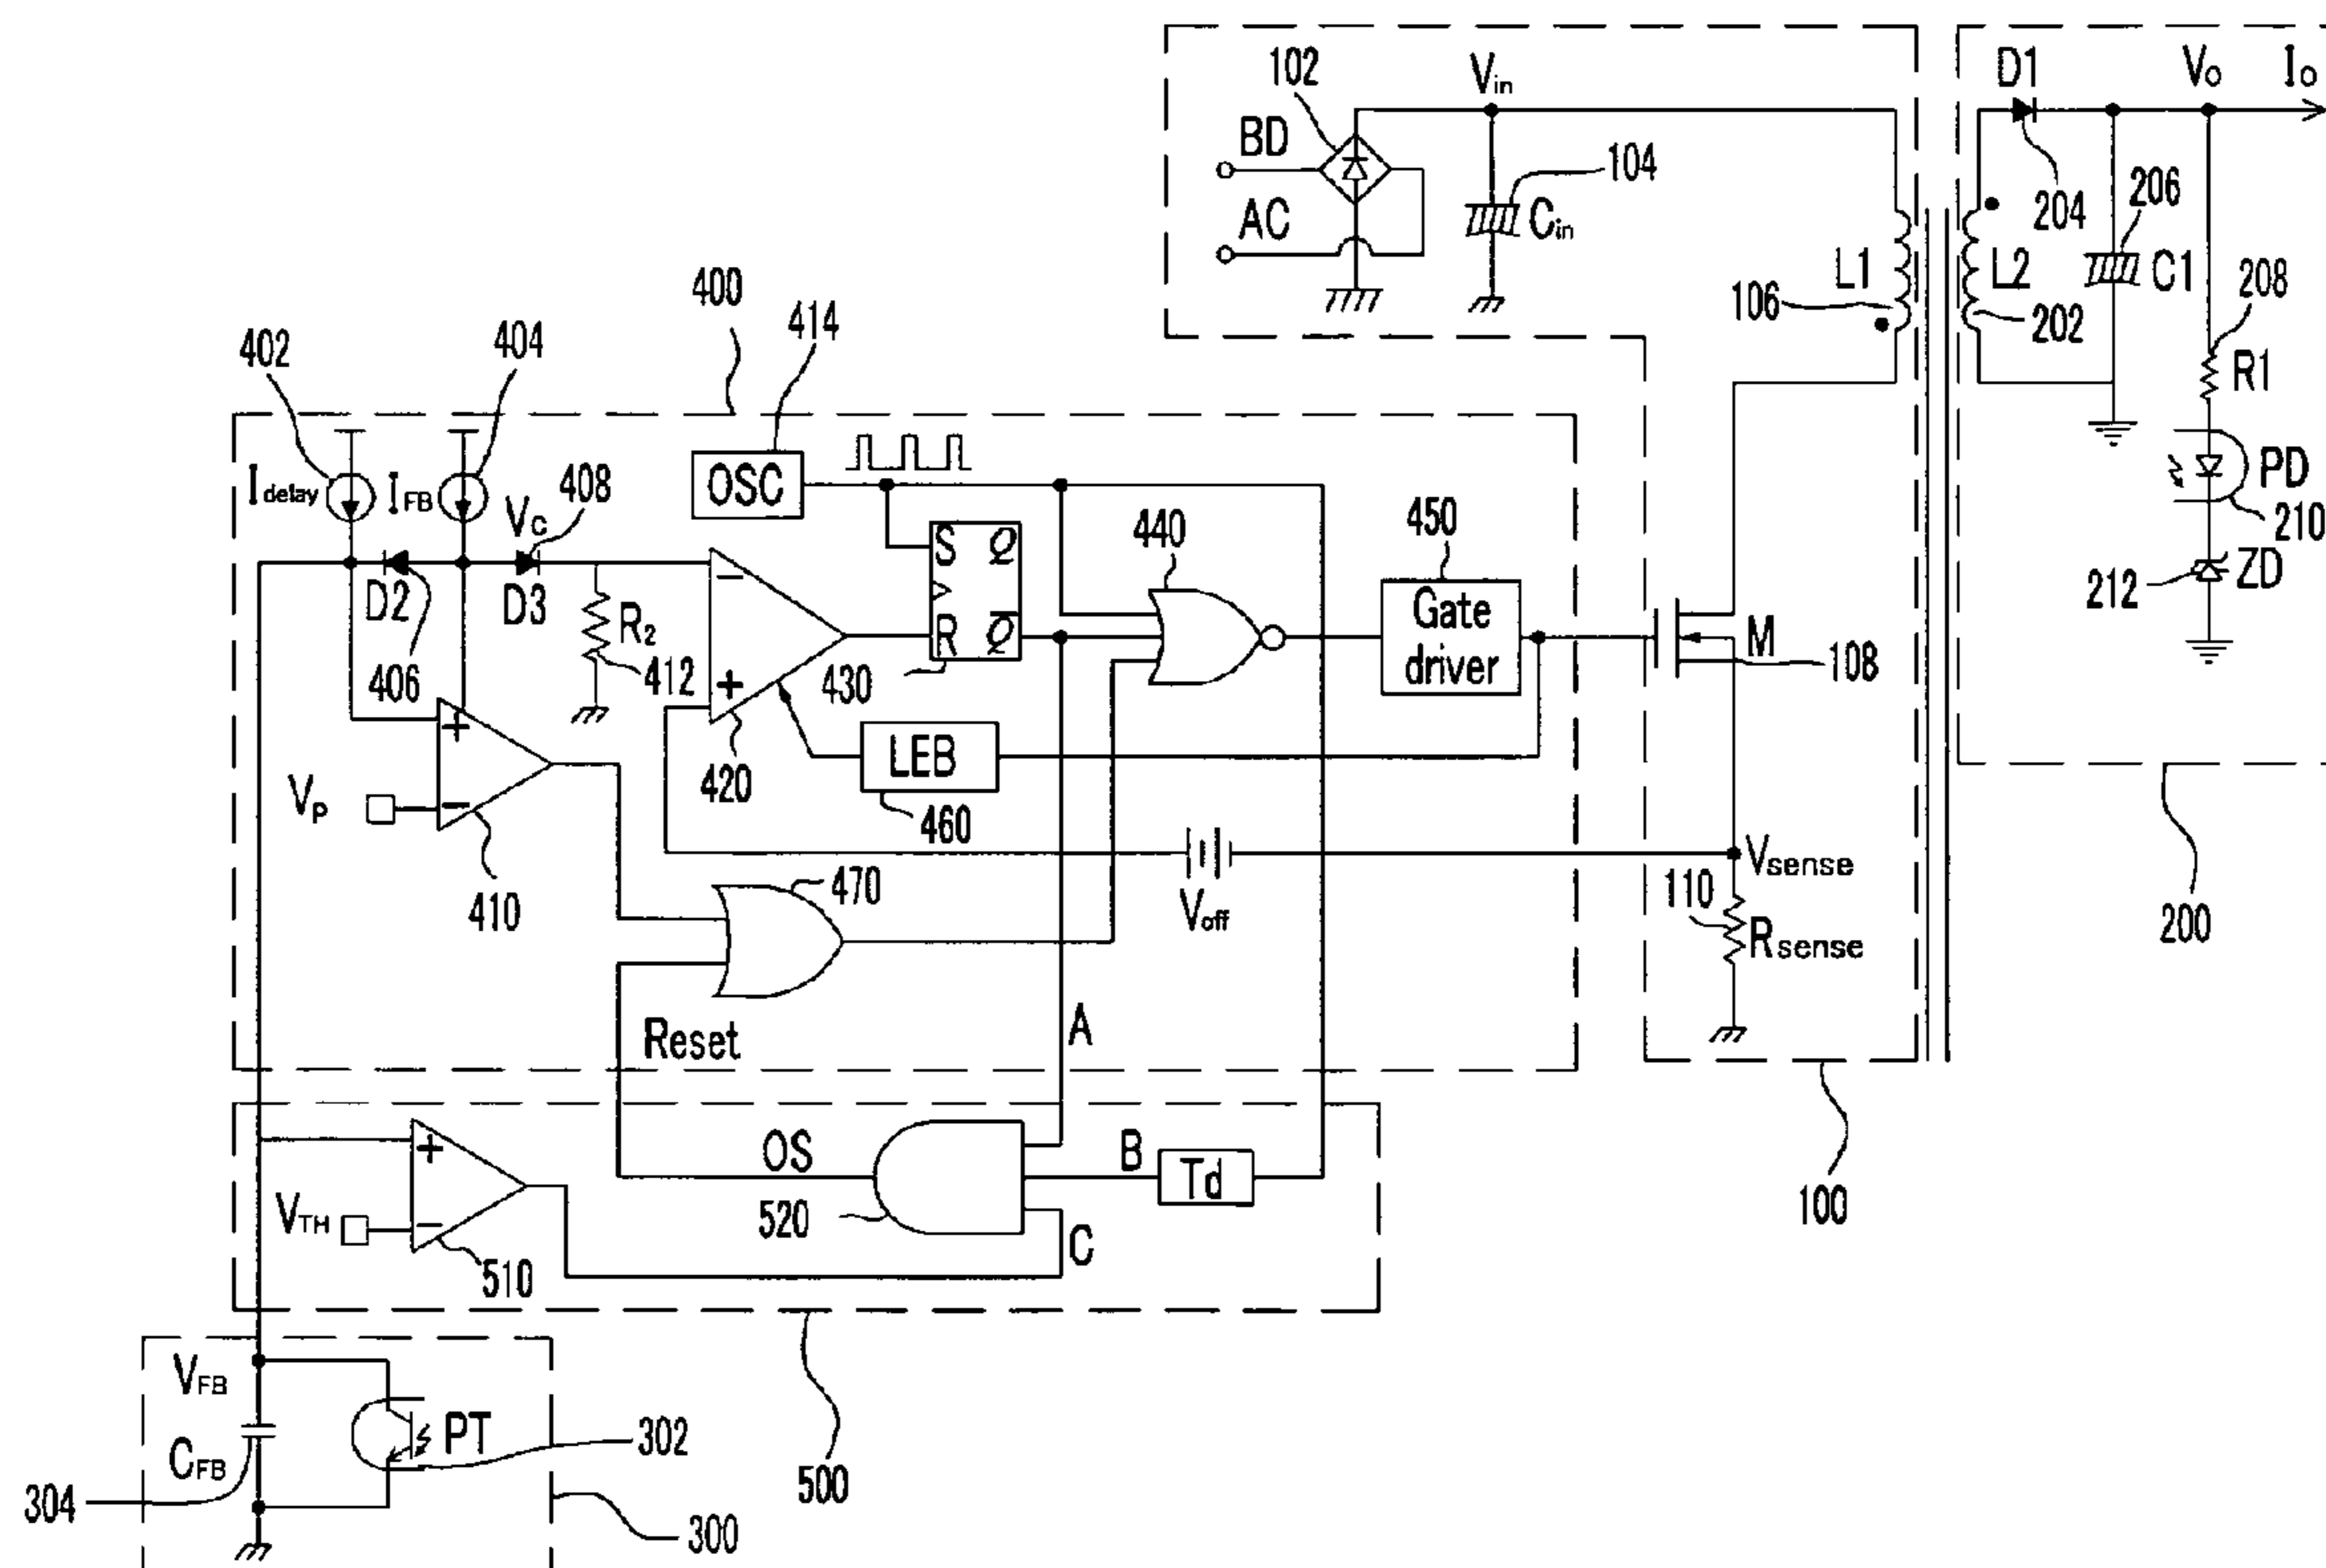 102
Vin
D1
Vo
Io
BD
104
AC
Cin
204
206
L1
L2
C1
208
106
202
R1
400
414
402
404
Idelay
IFB
VC
408
OSC
PD
210
440
450
S Q
D2
D3
R2
R Q̅
Gate
driver
M
108
212
ZD
406
412
430
+
−
420
LEB
460
VP
+
−
410
470
Voff
Vsense
110
Rsense
200
Reset
A
OS
B
Td
VTH
+
−
510
520
C
100
VFB
CFB
PT
302
304
500
300